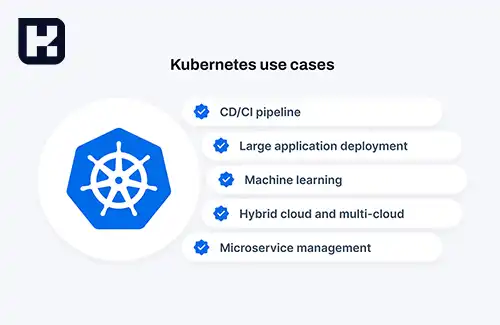 Kubernetes use cases
CD/CI pipeline
Large application deployment
Machine learning
Hybrid cloud and multi-cloud
Microservice management